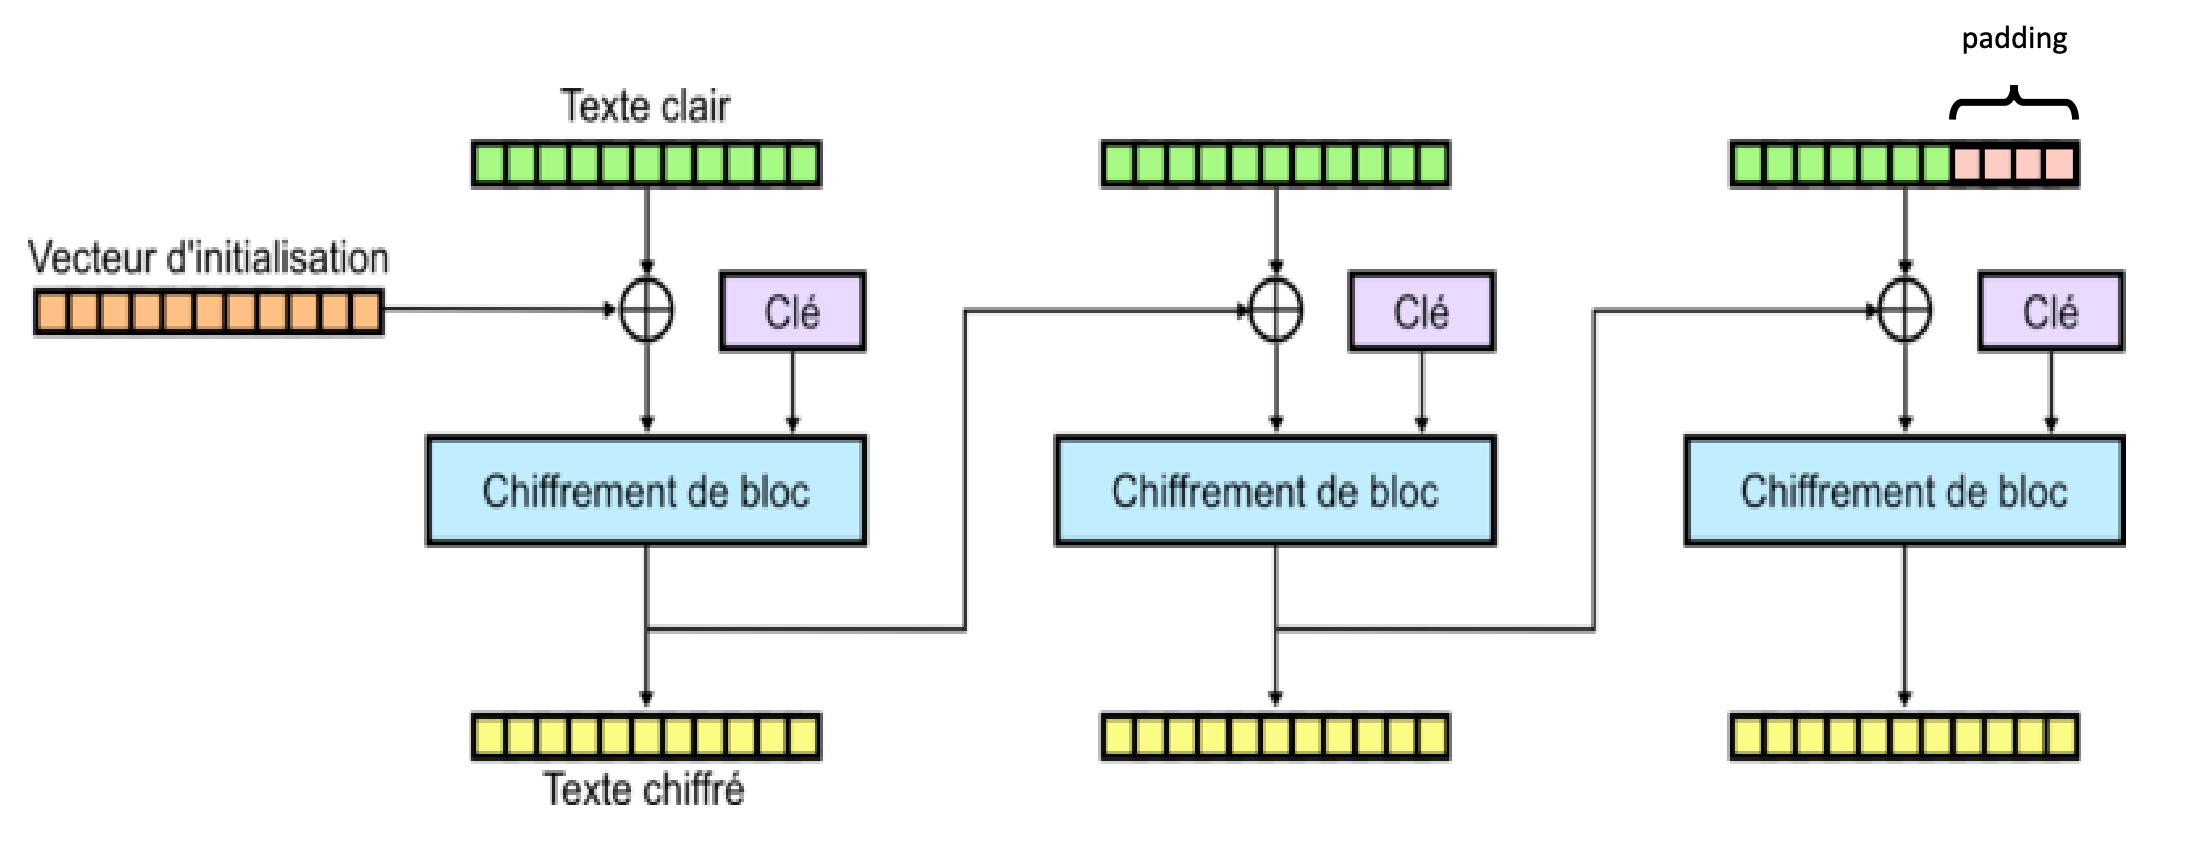 padding
Texte clair
Vecteur d'initialisation
Clé
Clé
Clé
Chiffrement de bloc
Chiffrement de bloc
Chiffrement de bloc
Texte chiffré